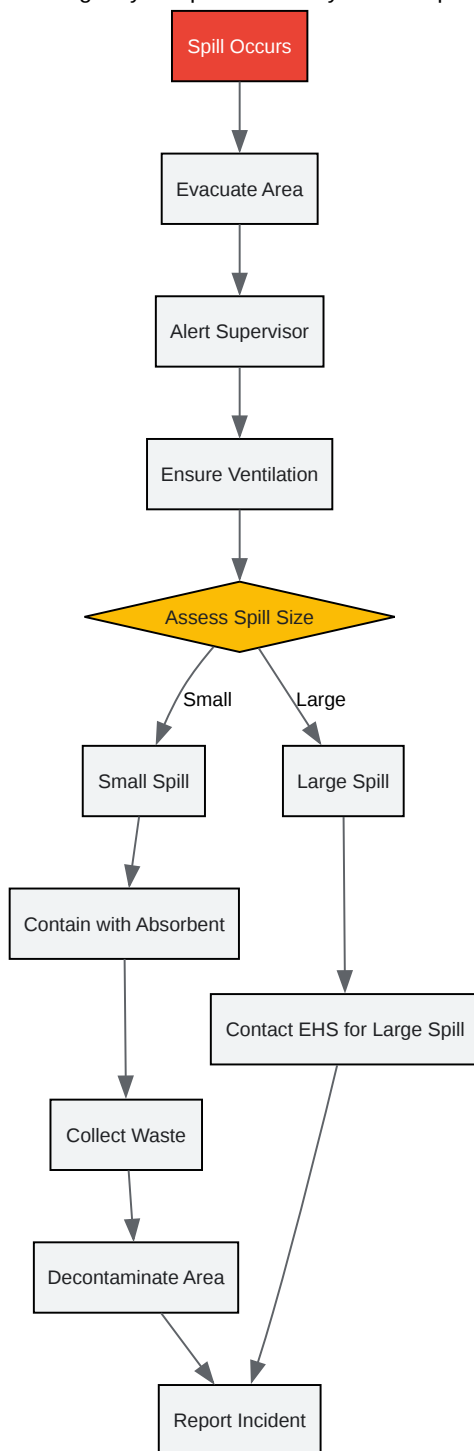 Spill Occurs
Evacuate Area
Alert Supervisor
Ensure Ventilation
Assess Spill Size
Small
Large
Small Spill
Large Spill
Contain with Absorbent
Contact EHS for Large Spill
Collect Waste
Decontaminate Area
Report Incident